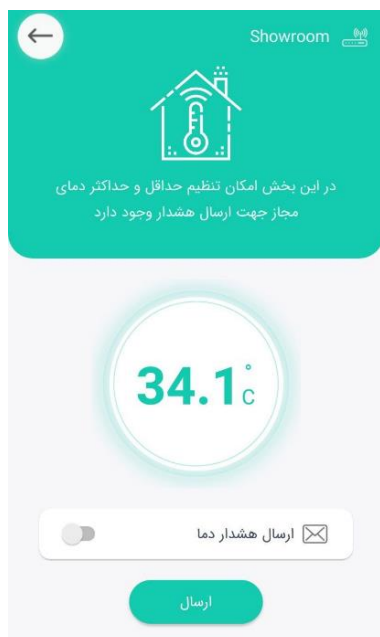 Showroom
در این بخش امکان تنظیم حداقل و حداکثر دمای
مجاز جهت ارسال هشدار وجود دارد
34.1°C
ارسال هشدار دما
ارسال